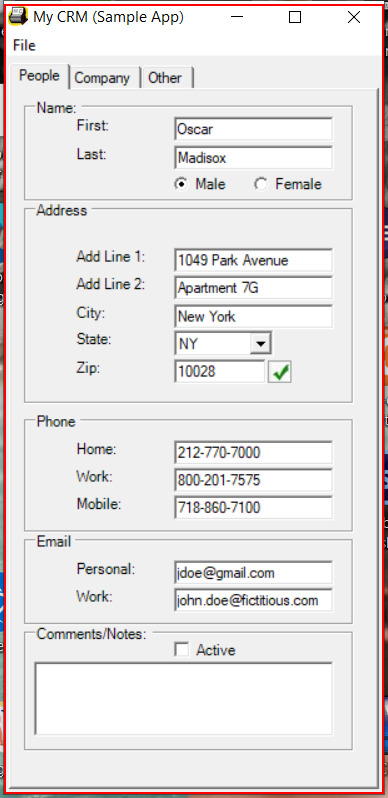 My CRM (Sample App)
File
People Company Other
Name:
First: Oscar
Last: Madisox
Male Female
Address
Add Line 1: 1049 Park Avenue
Add Line 2: Apartment 7G
City: New York
State: NY
Zip: 10028
Phone
Home: 212-770-7000
Work: 800-201-7575
Mobile: 718-860-7100
Email
Personal: jdoe@gmail.com
Work: john.doe@fictitious.com
Comments/Notes:
Active